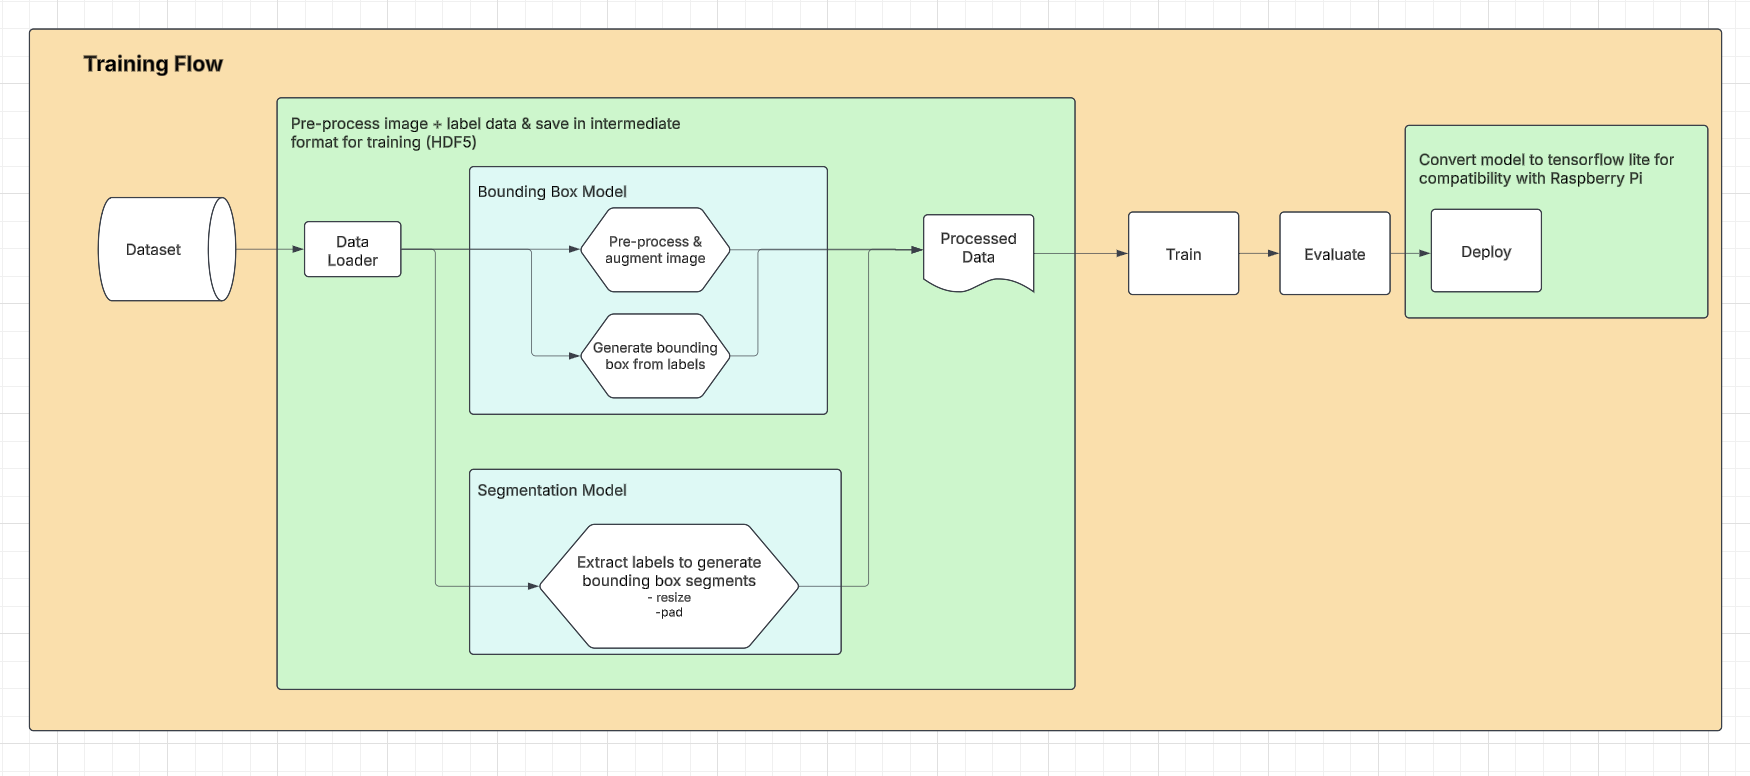 Training Flow
Pre-process image + label data & save in intermediate
format for training (HDF5)
Dataset
Data
Loader
Bounding Box Model
Pre-process &
augment image
Generate bounding
box from labels
Segmentation Model
Extract labels to generate
bounding box segments
- resize
-pad
Processed
Data
Train
Evaluate
Convert model to tensorflow lite for
compatibility with Raspberry Pi
Deploy